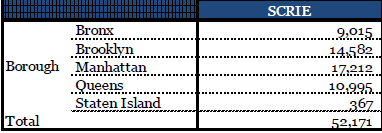 SCRIE
Bronx 9,015
Brooklyn 14,582
Borough Manhattan 17,212
Queens 10,995
Staten Island 367
Total 52,171